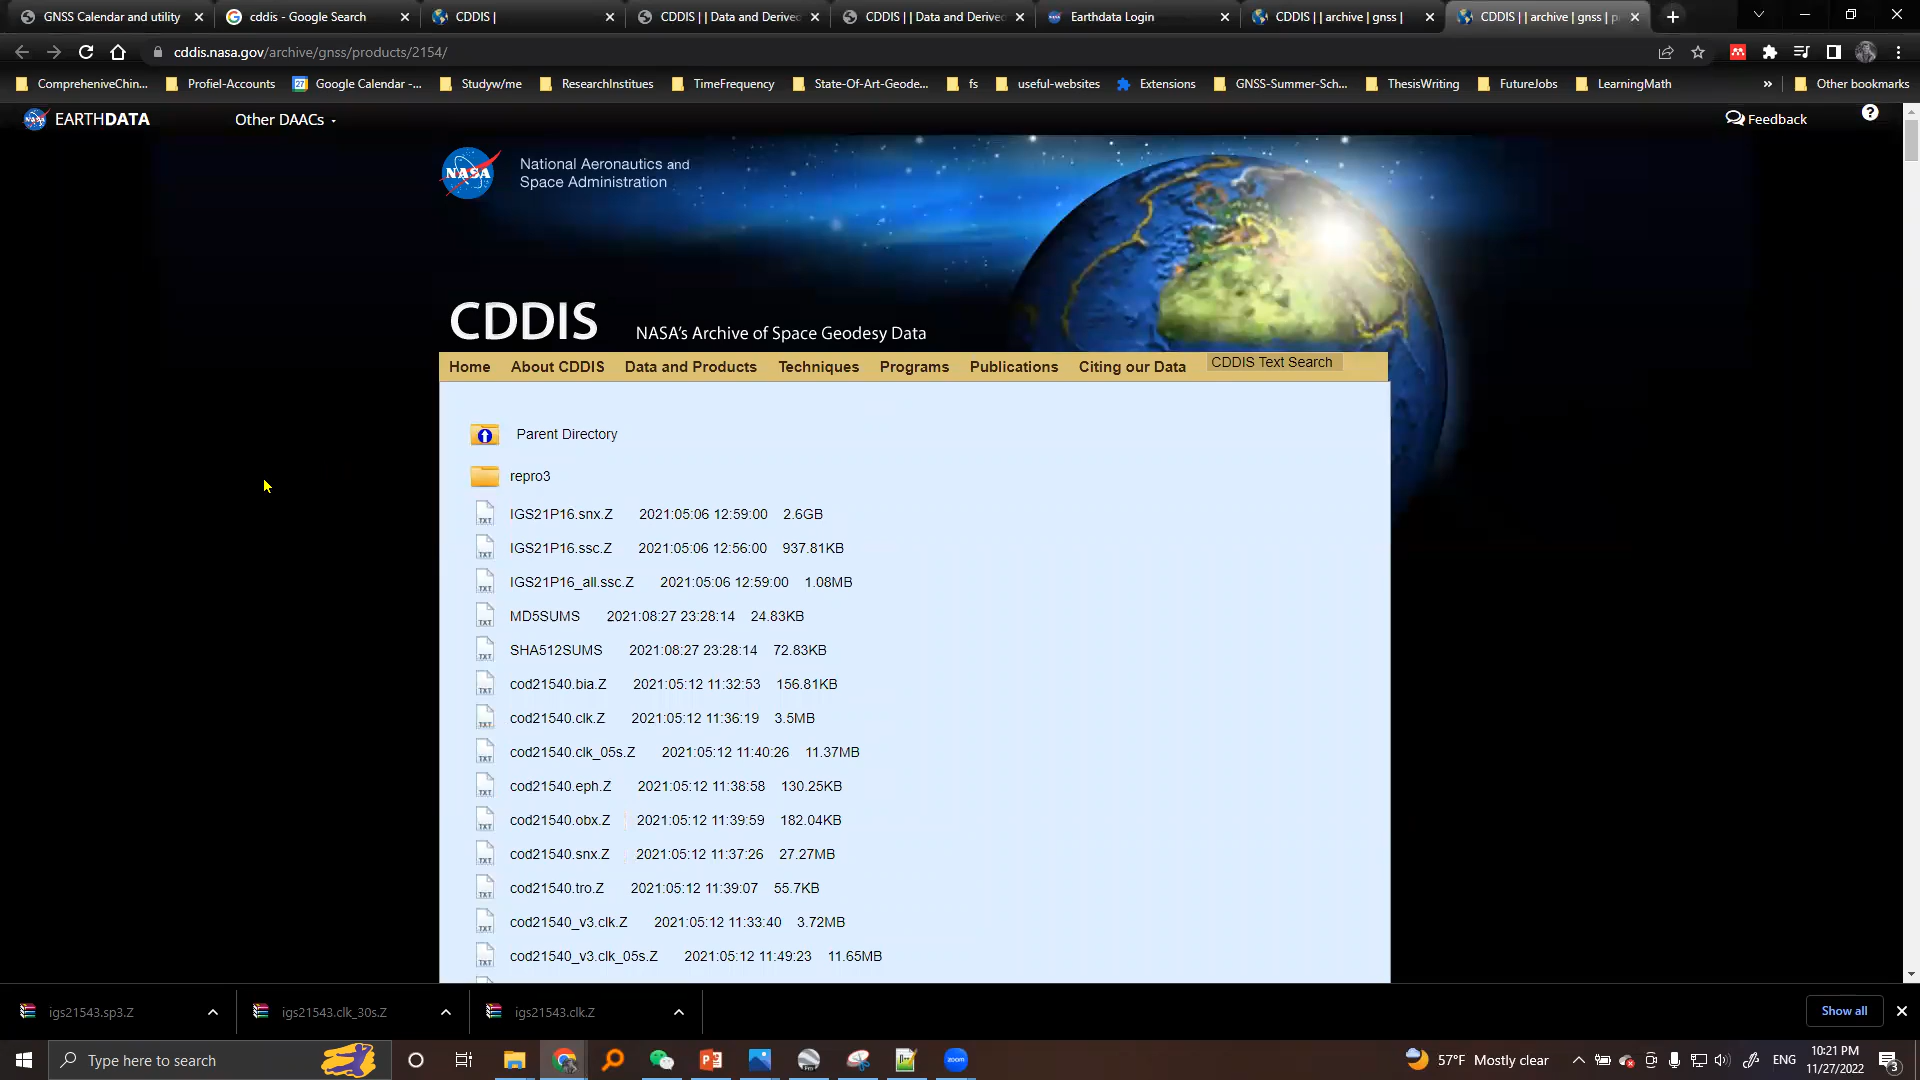 GNSS Calendar and utility
cddis - Google Search
CDDIS |
CDDIS | | Data and Derive
CDDIS | | Data and Derive
Earthdata Login
CDDIS | | archive | gnss |
CDDIS | | archive | gnss | p
cddis.nasa.gov/archive/gnss/products/2154/
CompreheniveChin...
Profiel-Accounts
Google Calendar -...
Studyw/me
ResearchInstitues
TimeFrequency
State-Of-Art-Geode...
fs
useful-websites
Extensions
GNSS-Summer-Sch...
ThesisWriting
FutureJobs
LearningMath
»
Other bookmarks
EARTHDATA
Other DAACs
Feedback
NASA
National Aeronautics and
Space Administration
CDDIS
NASA's Archive of Space Geodesy Data
Home About CDDIS Data and Products Techniques Programs Publications Citing our Data CDDIS Text Search
Parent Directory
repro3
IGS21P16.snx.Z 2021:05:06 12:59:00 2.6GB
IGS21P16.ssc.Z 2021:05:06 12:56:00 937.81KB
IGS21P16_all.ssc.Z 2021:05:06 12:59:00 1.08MB
MD5SUMS 2021:08:27 23:28:14 24.83KB
SHA512SUMS 2021:08:27 23:28:14 72.83KB
cod21540.bia.Z 2021:05:12 11:32:53 156.81KB
cod21540.clk.Z 2021:05:12 11:36:19 3.5MB
cod21540.clk_05s.Z 2021:05:12 11:40:26 11.37MB
cod21540.eph.Z 2021:05:12 11:38:58 130.25KB
cod21540.obx.Z 2021:05:12 11:39:59 182.04KB
cod21540.snx.Z 2021:05:12 11:37:26 27.27MB
cod21540.tro.Z 2021:05:12 11:39:07 55.7KB
cod21540_v3.clk.Z 2021:05:12 11:33:40 3.72MB
cod21540_v3.clk_05s.Z 2021:05:12 11:49:23 11.65MB
igs21543.sp3.Z
igs21543.clk_30s.Z
igs21543.clk.Z
Show all
Type here to search
zoom
57°F Mostly clear
ENG
10:21 PM
11/27/2022
3